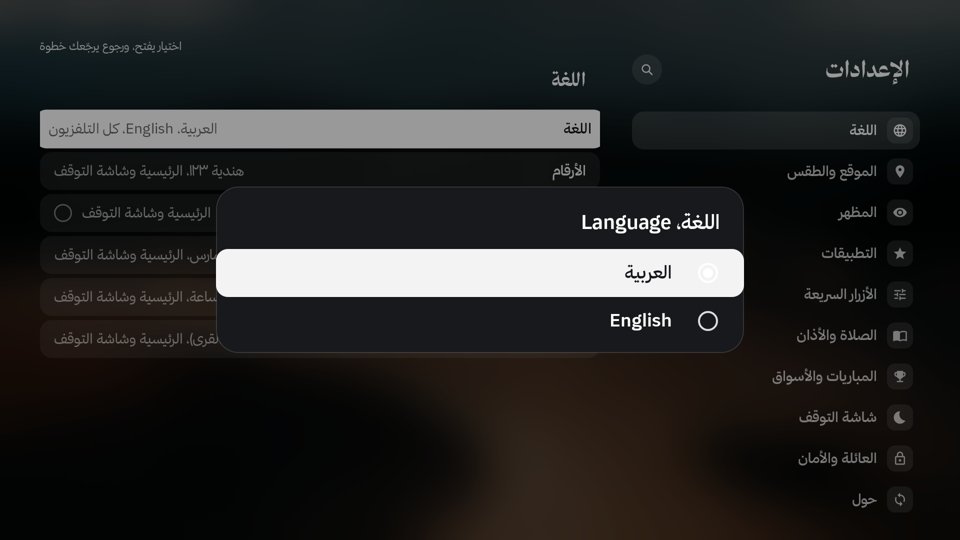 اختيار يفتح. ورجوع يرجّعك خطوة
الإعدادات
اللغة
الموقع والطقس
المظهر
التطبيقات
الأزرار السريعة
الصلاة والأذان
المباريات والأسواق
شاشة التوقف
العائلة والأمان
حول
اللغة
اللغة العربية، English. كل التلفزيون
الأرقام هندية ١٢٣. الرئيسية وشاشة التوقف
الرئيسية وشاشة التوقف
الرئيسية وشاشة التوقف
الرئيسية وشاشة التوقف
الرئيسية وشاشة التوقف
اللغة، Language
العربية
English